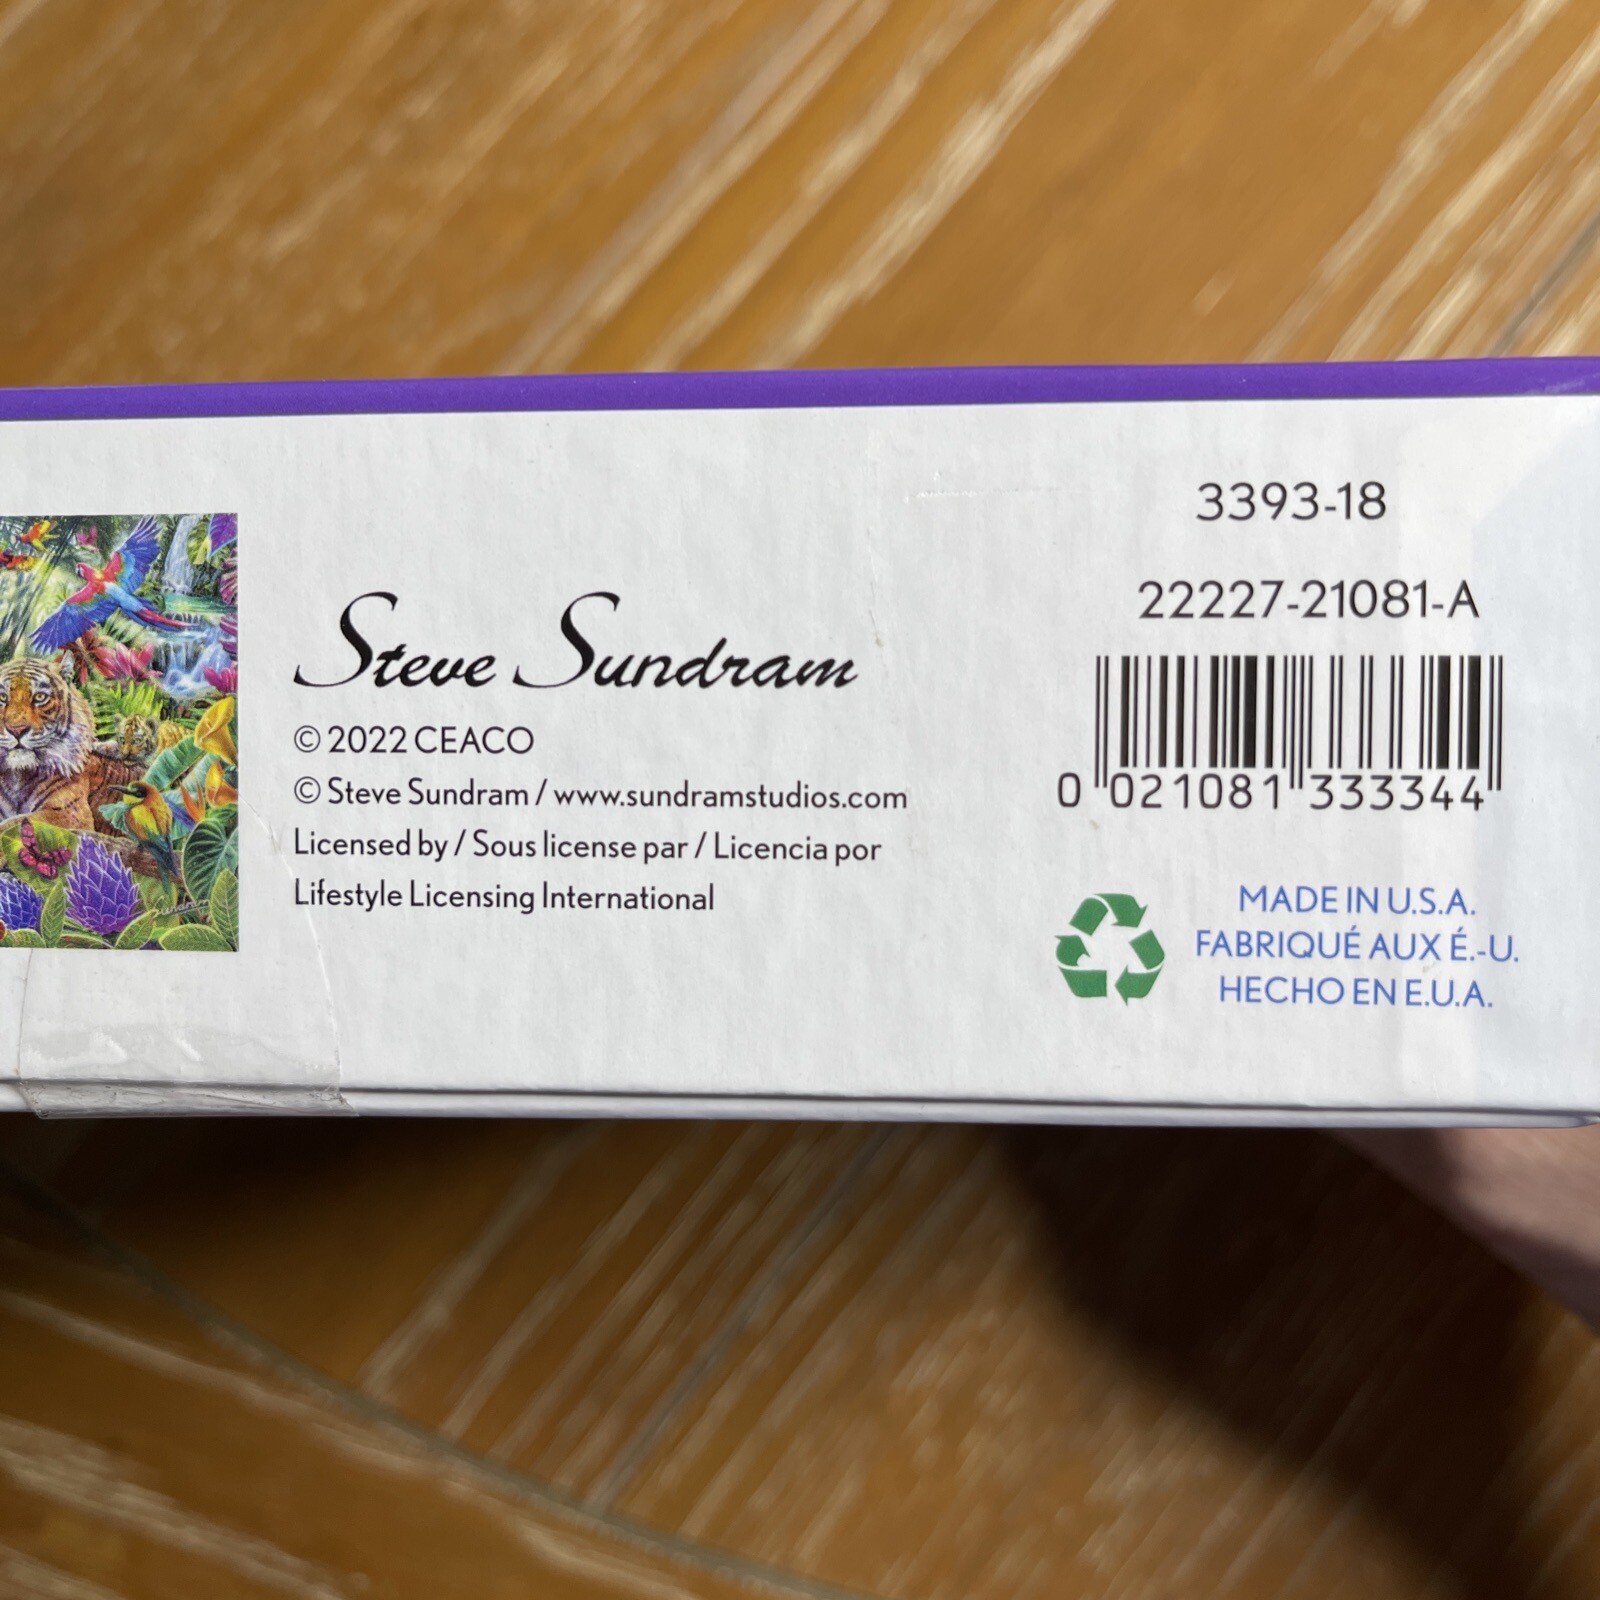 Steve Sundram
© 2022 CEACO
© Steve Sundram / www.sundramstudios.com
Licensed by / Sous license par / Licencia por
Lifestyle Licensing International
Sundram
3393-18
22227-21081-A
0 021081 333344
MADE IN U.S.A.
FABRIQUÉ AUX É.-U.
HECHO EN E.U.A.